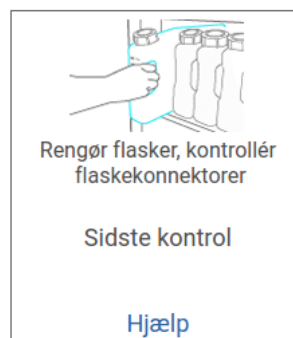 Rengør flasker, kontrollér
flaskekonnektorer
Sidste kontrol
Hjælp